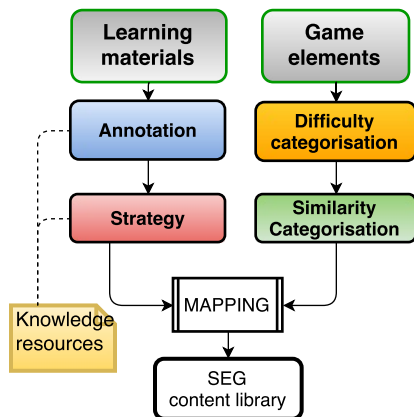 Learning
materials
Game
elements
Annotation
Difficulty
categorisation
Strategy
Similarity
Categorisation
MAPPING
Knowledge
resources
SEG
content library